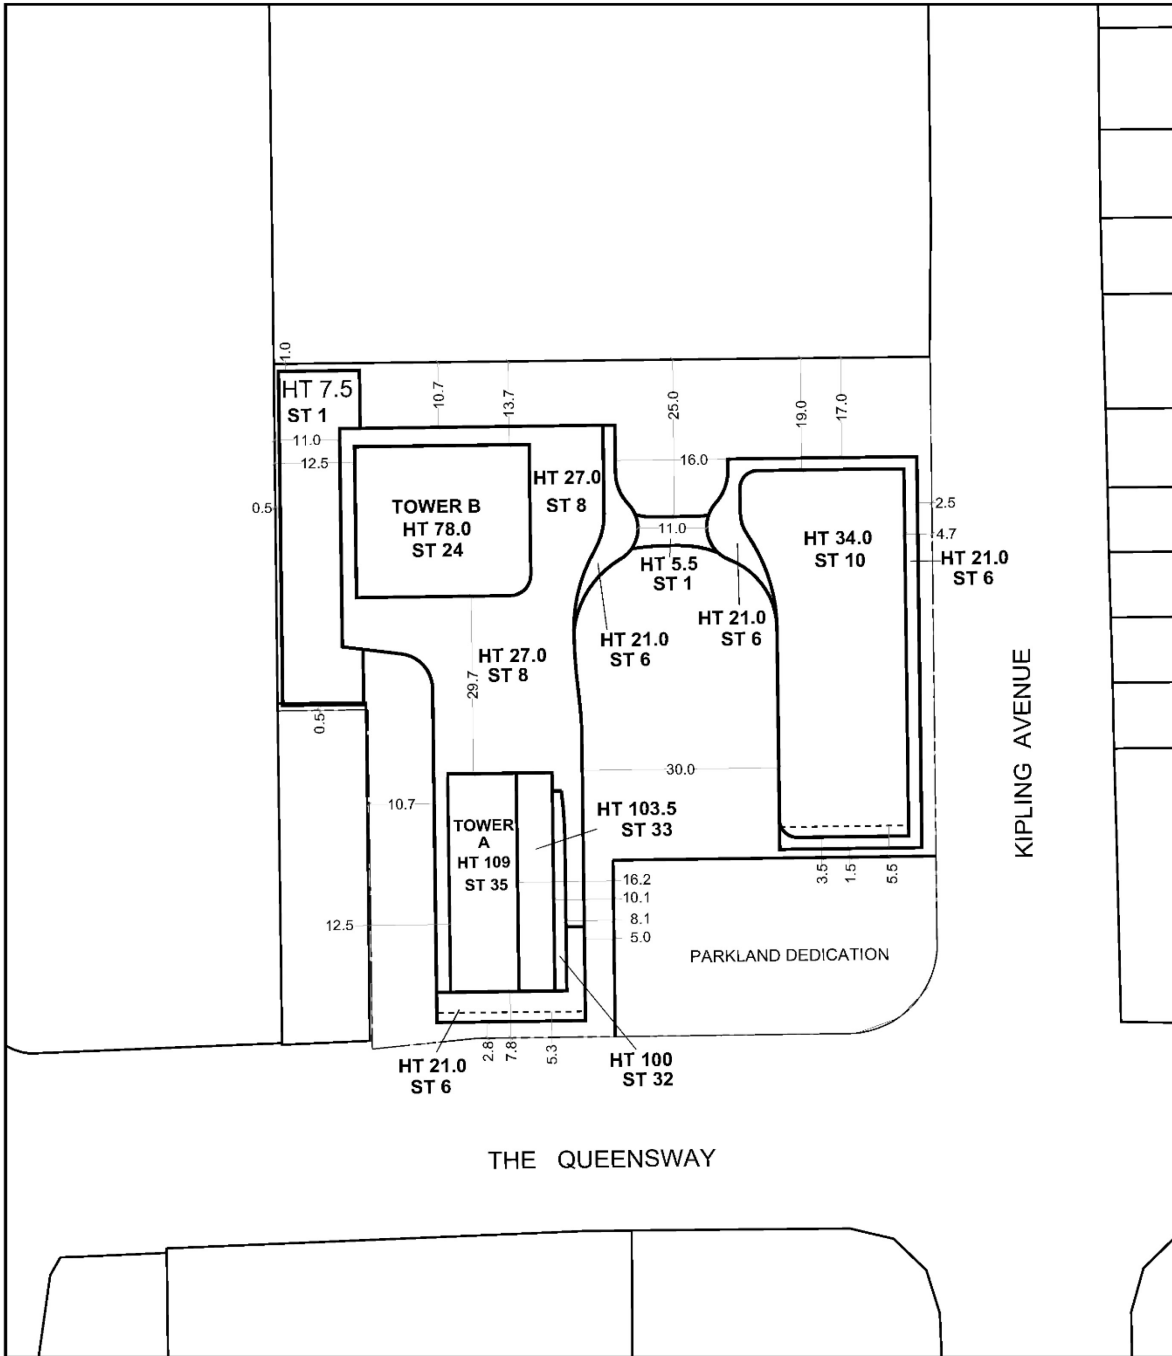 1.0
HT 7.5
ST 1
10.7
13.7
25.0
19.0
17.0
11.0
12.5
16.0
0.5
HT 27.0
ST 8
TOWER B
HT 78.0
ST 24
11.0
HT 5.5
ST 1
HT 34.0
ST 10
2.5
4.7
HT 21.0
ST 6
HT 21.0
ST 6
HT 21.0
ST 6
HT 27.0
ST 8
29.7
0.5
KIPLING AVENUE
30.0
10.7
TOWER
A
HT 109
ST 35
HT 103.5
ST 33
16.2
10.1
8.1
5.0
12.5
3.5
1.5
5.5
PARKLAND DEDICATION
HT 21.0
ST 6
2.8
7.8
5.3
HT 100
ST 32
THE QUEENSWAY